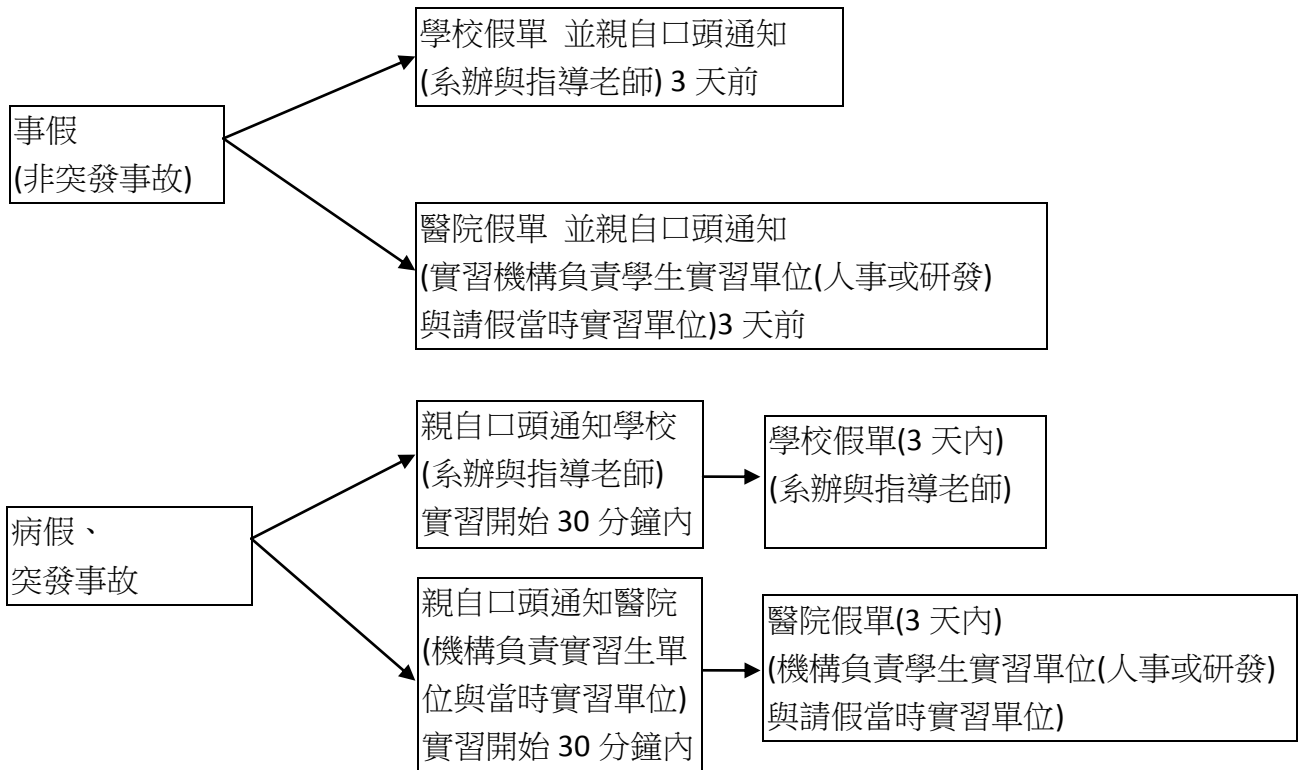 學校假單 並親自口頭通知
(系辦與指導老師) 3 天前
事假
(非突發事故)
醫院假單 並親自口頭通知
(實習機構負責學生實習單位(人事或研發)
與請假當時實習單位)3 天前
親自口頭通知學校
(系辦與指導老師)
實習開始 30 分鐘內
學校假單(3 天內)
(系辦與指導老師)
病假、
突發事故
親自口頭通知醫院
(機構負責實習生單
位與當時實習單位)
實習開始 30 分鐘內
醫院假單(3 天內)
(機構負責學生實習單位(人事或研發)
與請假當時實習單位)